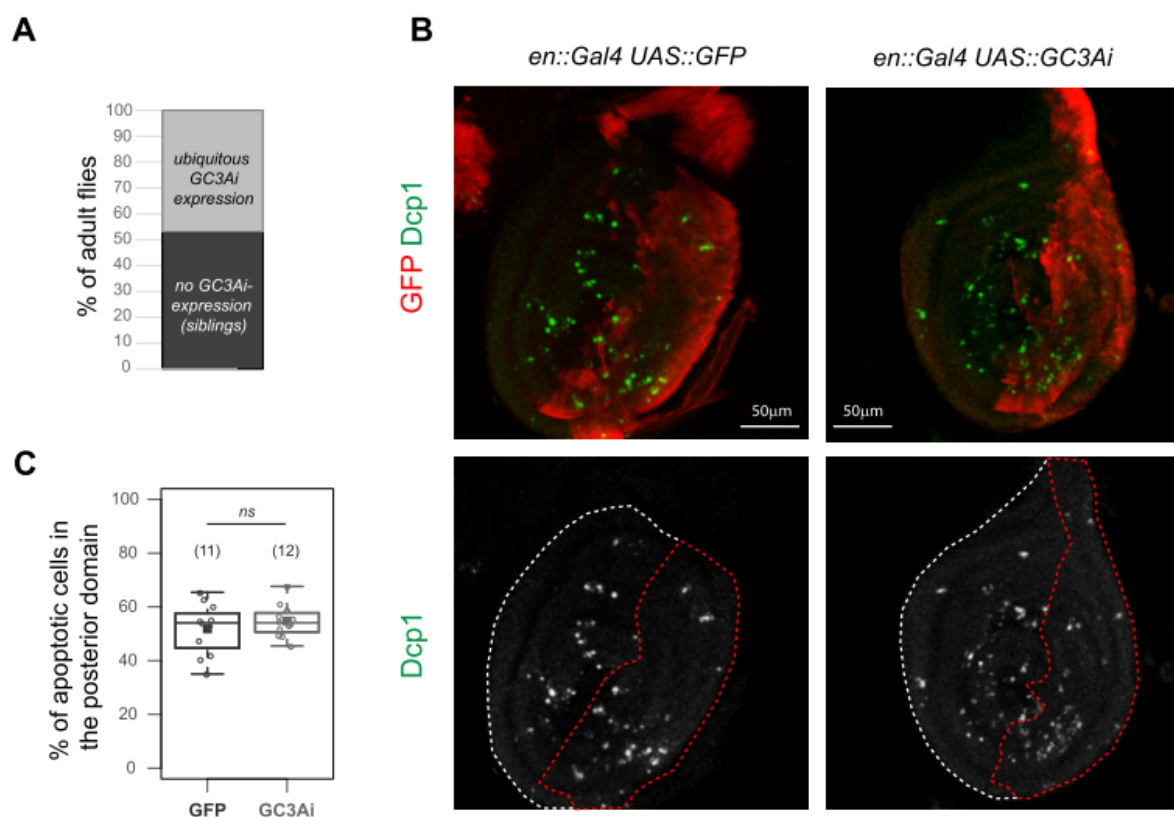 A
% of adult flies
100
90
80
70
60
50
40
30
20
10
0
ubiquitous
GC3Ai
expression
no GC3Ai-
expression
(siblings)
B
en::Gal4 UAS::GFP
en::Gal4 UAS::GC3Ai
GFP Dcp1
50µm
50µm
Dcp1
C
% of apoptotic cells in
the posterior domain
100
80
60
40
20
0
ns
(11)
(12)
GFP
GC3Ai